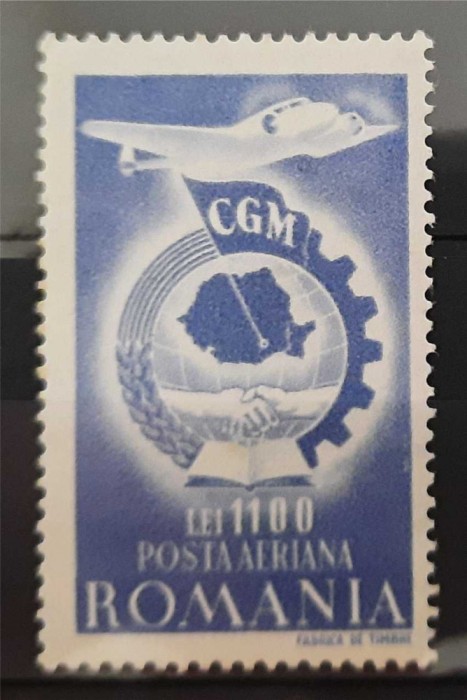 CGM
LEI 1100
POSTA AERIANA
ROMANIA
FABRICA DE TIMBRE